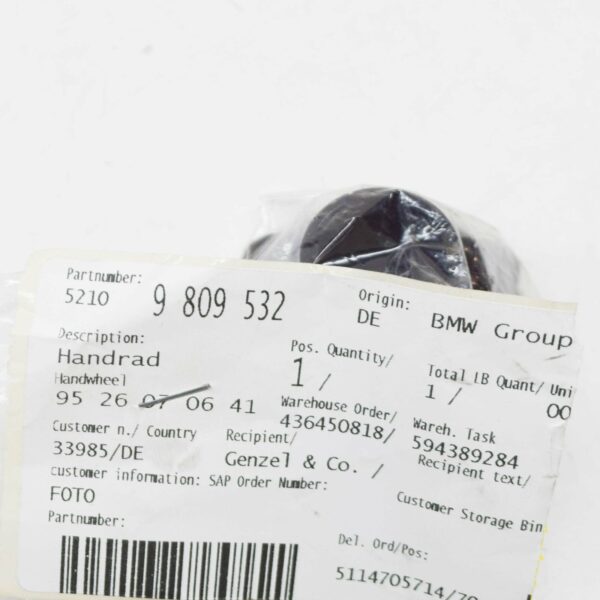 Partnumber:
5210 9 809 532
Origin:
DE
BMW Group
Description:
Handrad
Handwheel
95 26 07 06 41
Pos. Quantity/
1 /
Total LB Quant/
1 /
Uni
00
Warehouse Order/
436450818/
Wareh. Task
594389284
Customer n./ Country
33985/DE
Recipient/
Genzel & Co. /
Recipient text/
customer information: SAP Order Number:
FOTO
Customer Storage Bin
Partnumber:
Del. Ord/Pos:
5114705714/70